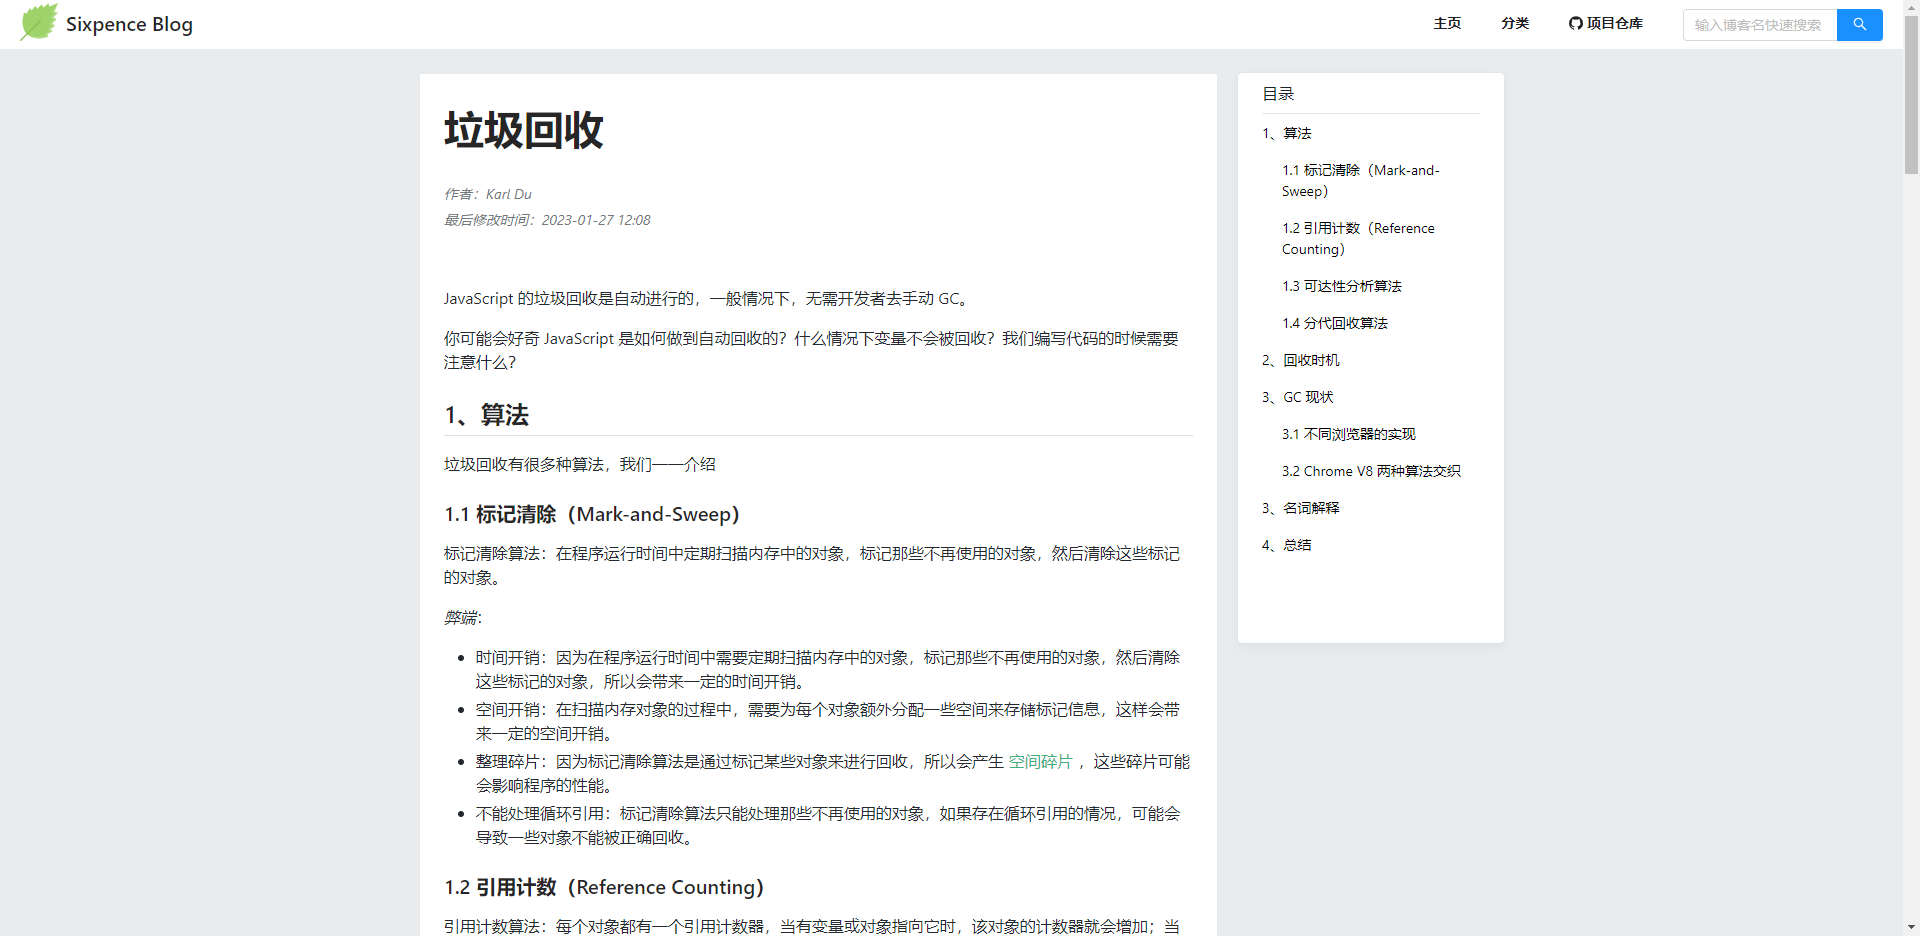 Sixpence Blog
主页
分类
项目仓库
输入博客名快速搜索
垃圾回收
作者：Karl Du
最后修改时间：2023-01-27 12:08
JavaScript 的垃圾回收是自动进行的，一般情况下，无需开发者去手动 GC。
你可能会好奇 JavaScript 是如何做到自动回收的？什么情况下变量不会被回收？我们编写代码的时候需要
注意什么？
1、算法
垃圾回收有很多种算法，我们一一介绍
1.1 标记清除（Mark-and-Sweep）
标记清除算法：在程序运行时间中定期扫描内存中的对象，标记那些不再使用的对象，然后清除这些标记
的对象。
弊端：
• 时间开销：因为在程序运行时间中需要定期扫描内存中的对象，标记那些不再使用的对象，然后清除
这些标记的对象，所以会带来一定的时间开销。
• 空间开销：在扫描内存对象的过程中，需要为每个对象额外分配一些空间来存储标记信息，这样会带
来一定的空间开销。
• 整理碎片：因为标记清除算法是通过标记某些对象来进行回收，所以会产生 空间碎片 ，这些碎片可能
会影响程序的性能。
• 不能处理循环引用：标记清除算法只能处理那些不再使用的对象，如果存在循环引用的情况，可能会
导致一些对象不能被正确回收。
1.2 引用计数（Reference Counting）
引用计数算法：每个对象都有一个引用计数器，当有变量或对象指向它时，该对象的计数器就会增加；当
目录
1、算法
1.1 标记清除（Mark-and-
Sweep）
1.2 引用计数（Reference
Counting）
1.3 可达性分析算法
1.4 分代回收算法
2、回收时机
3、GC 现状
3.1 不同浏览器的实现
3.2 Chrome V8 两种算法交织
3、名词解释
4、总结